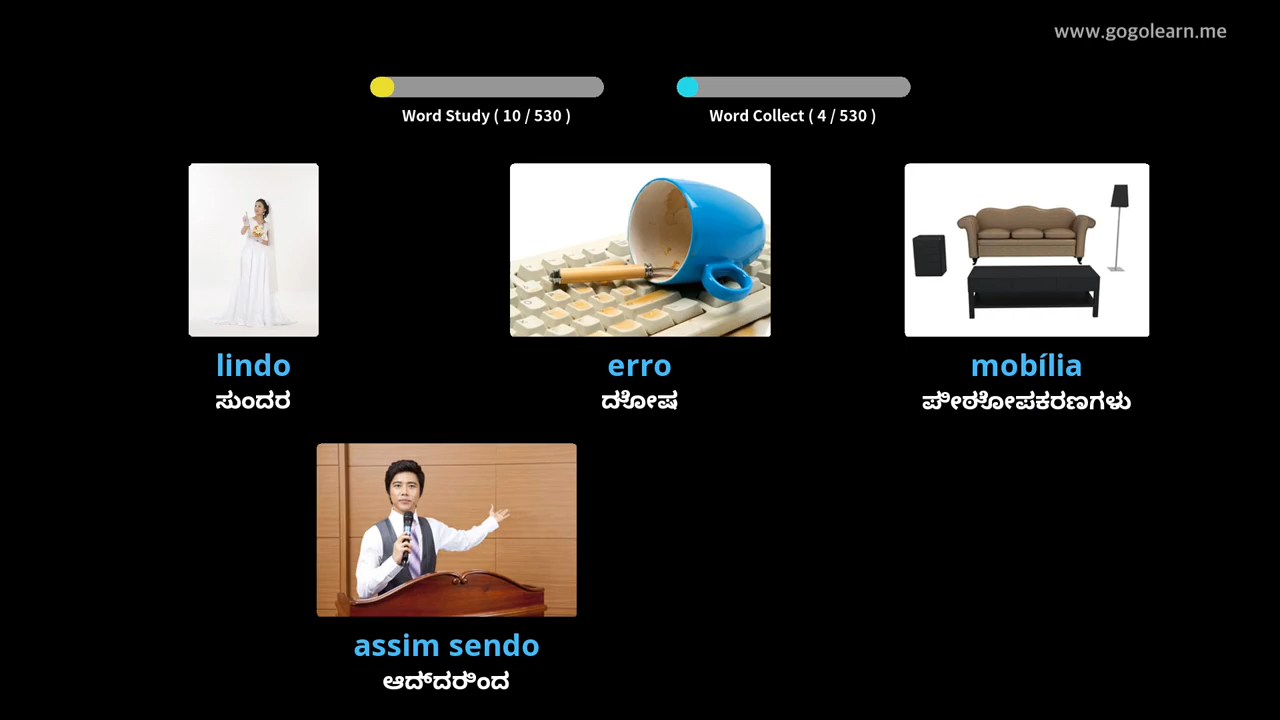 www.gogolearn.me
Word Study ( 10 / 530 )
Word Collect ( 4 / 530 )
lindo
ಸುಂದರ
erro
ದೋಷ
mobília
ಪೀಠೋಪಕರಣಗಳು
assim sendo
ಆದ್ದರಿಂದ